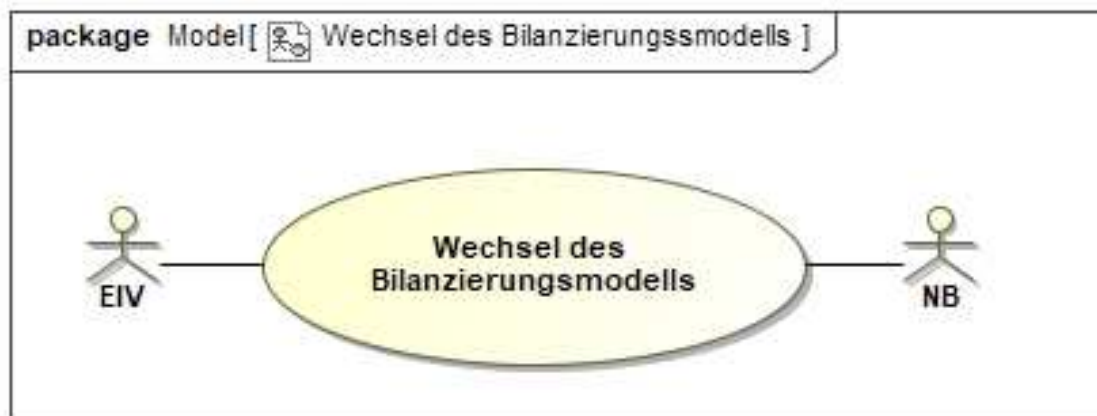 package Model[ Wechsel des Bilanzierungssmodells ]
Wechsel des
Bilanzierungsmodells
EIV
NB